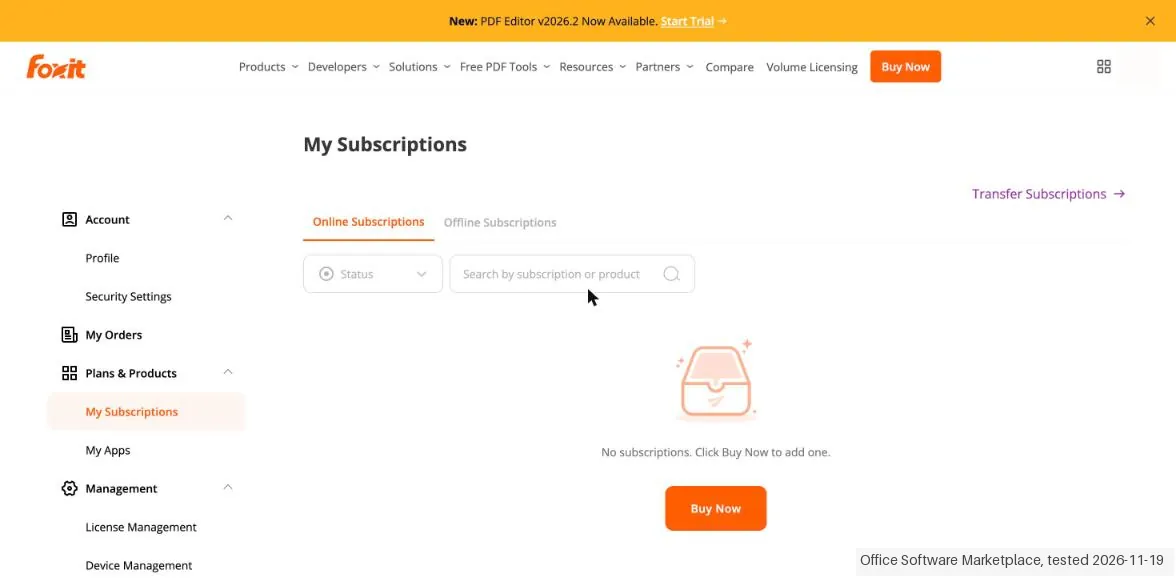 New: PDF Editor v2026.2 Now Available. Start Trial →
foxit
Products Developers Solutions Free PDF Tools Resources Partners Compare Volume Licensing Buy Now
My Subscriptions
Transfer Subscriptions →
Account
Profile
Security Settings
My Orders
Plans & Products
My Subscriptions
My Apps
Management
License Management
Device Management
Online Subscriptions Offline Subscriptions
Status Search by subscription or product
No subscriptions. Click Buy Now to add one.
Buy Now
Office Software Marketplace, tested 2026-11-19